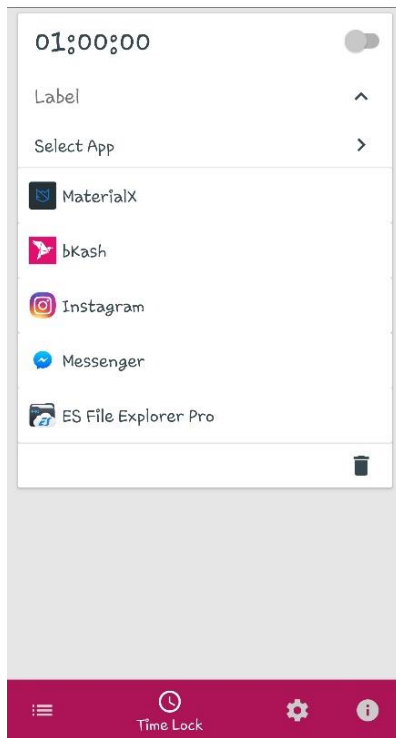 01:00:00
Label
Select App
MaterialX
bKash
Instagram
Messenger
ES File Explorer Pro
Time Lock